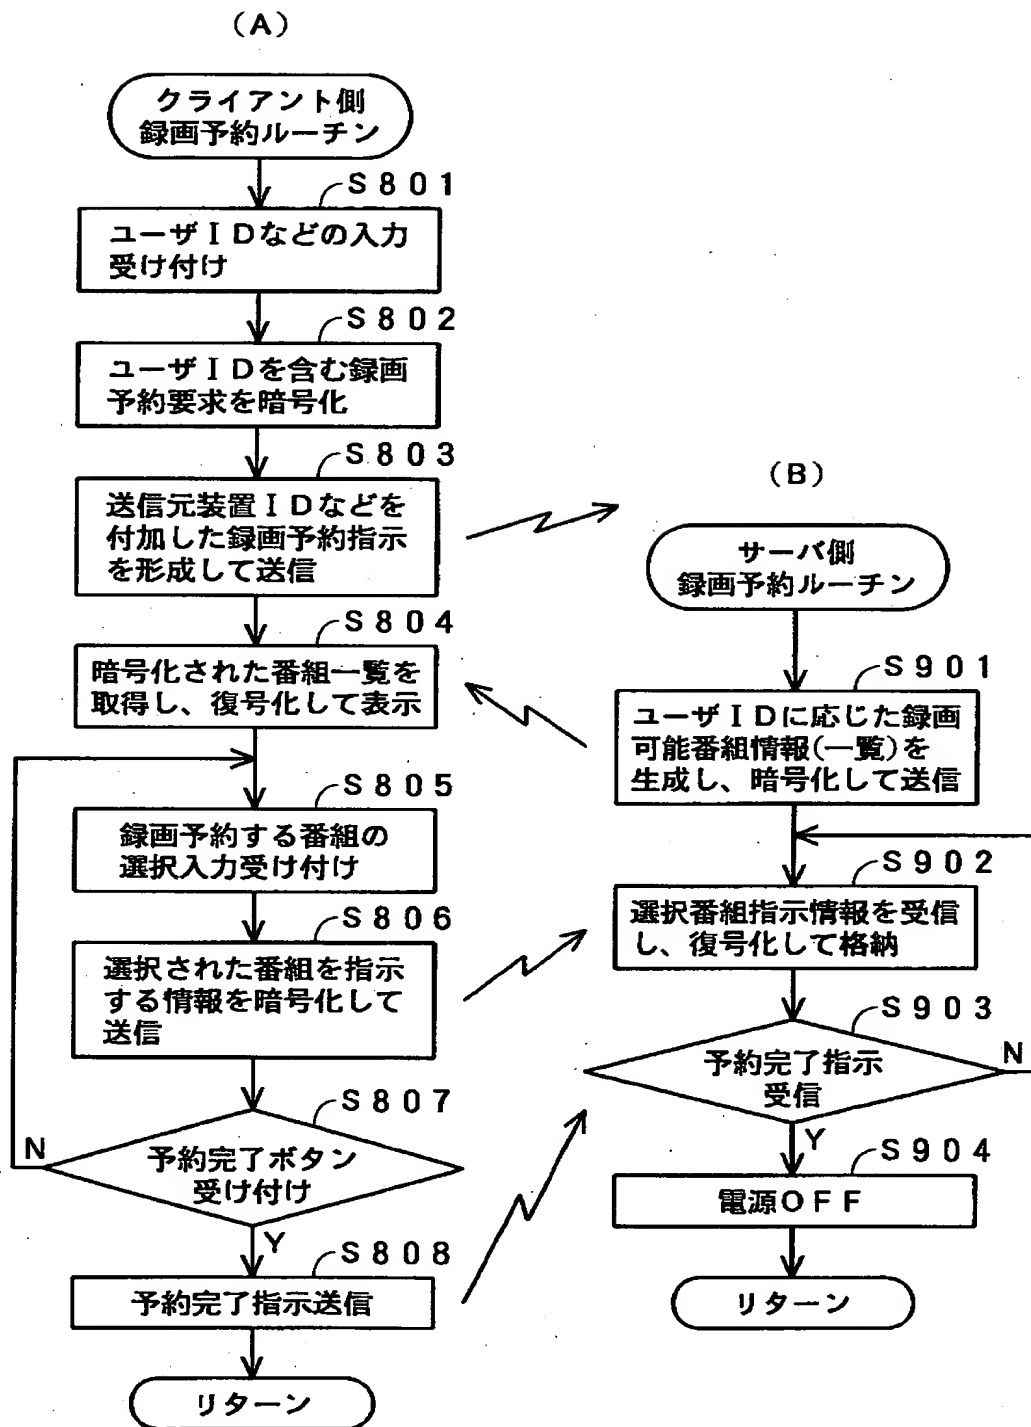 (A)
クライアント側
録画予約ルーチン
S801
ユーザIDなどの入力
受け付け
S802
ユーザIDを含む録画
予約要求を暗号化
S803
送信元装置IDなどを
付加した録画予約指示
を形成して送信
S804
暗号化された番組一覧を
取得し、復号化して表示
S805
録画予約する番組の
選択入力受け付け
S806
選択された番組を指示
する情報を暗号化して
送信
S807
予約完了ボタン
受け付け
N
Y
S808
予約完了指示送信
リターン
(B)
サーバ側
録画予約ルーチン
S901
ユーザIDに応じた録画
可能番組情報(一覧)を
生成し、暗号化して送信
S902
選択番組指示情報を受信
し、復号化して格納
S903
予約完了指示
受信
N
Y
S904
電源OFF
リターン